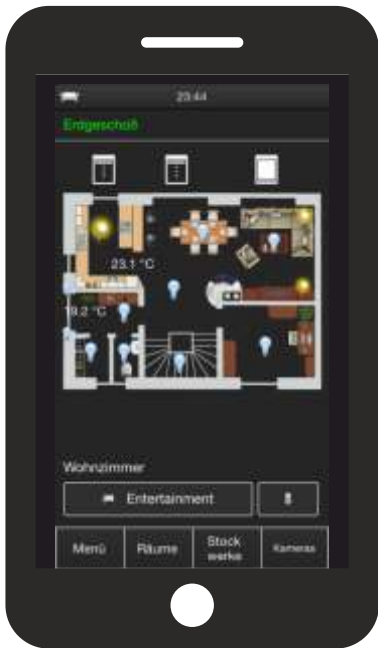 23:44
Erdgeschoß
23.1 °C
19.2 °C
Wohnzimmer
Entertainment
Menü
Räume
Stock
werke
Kameras